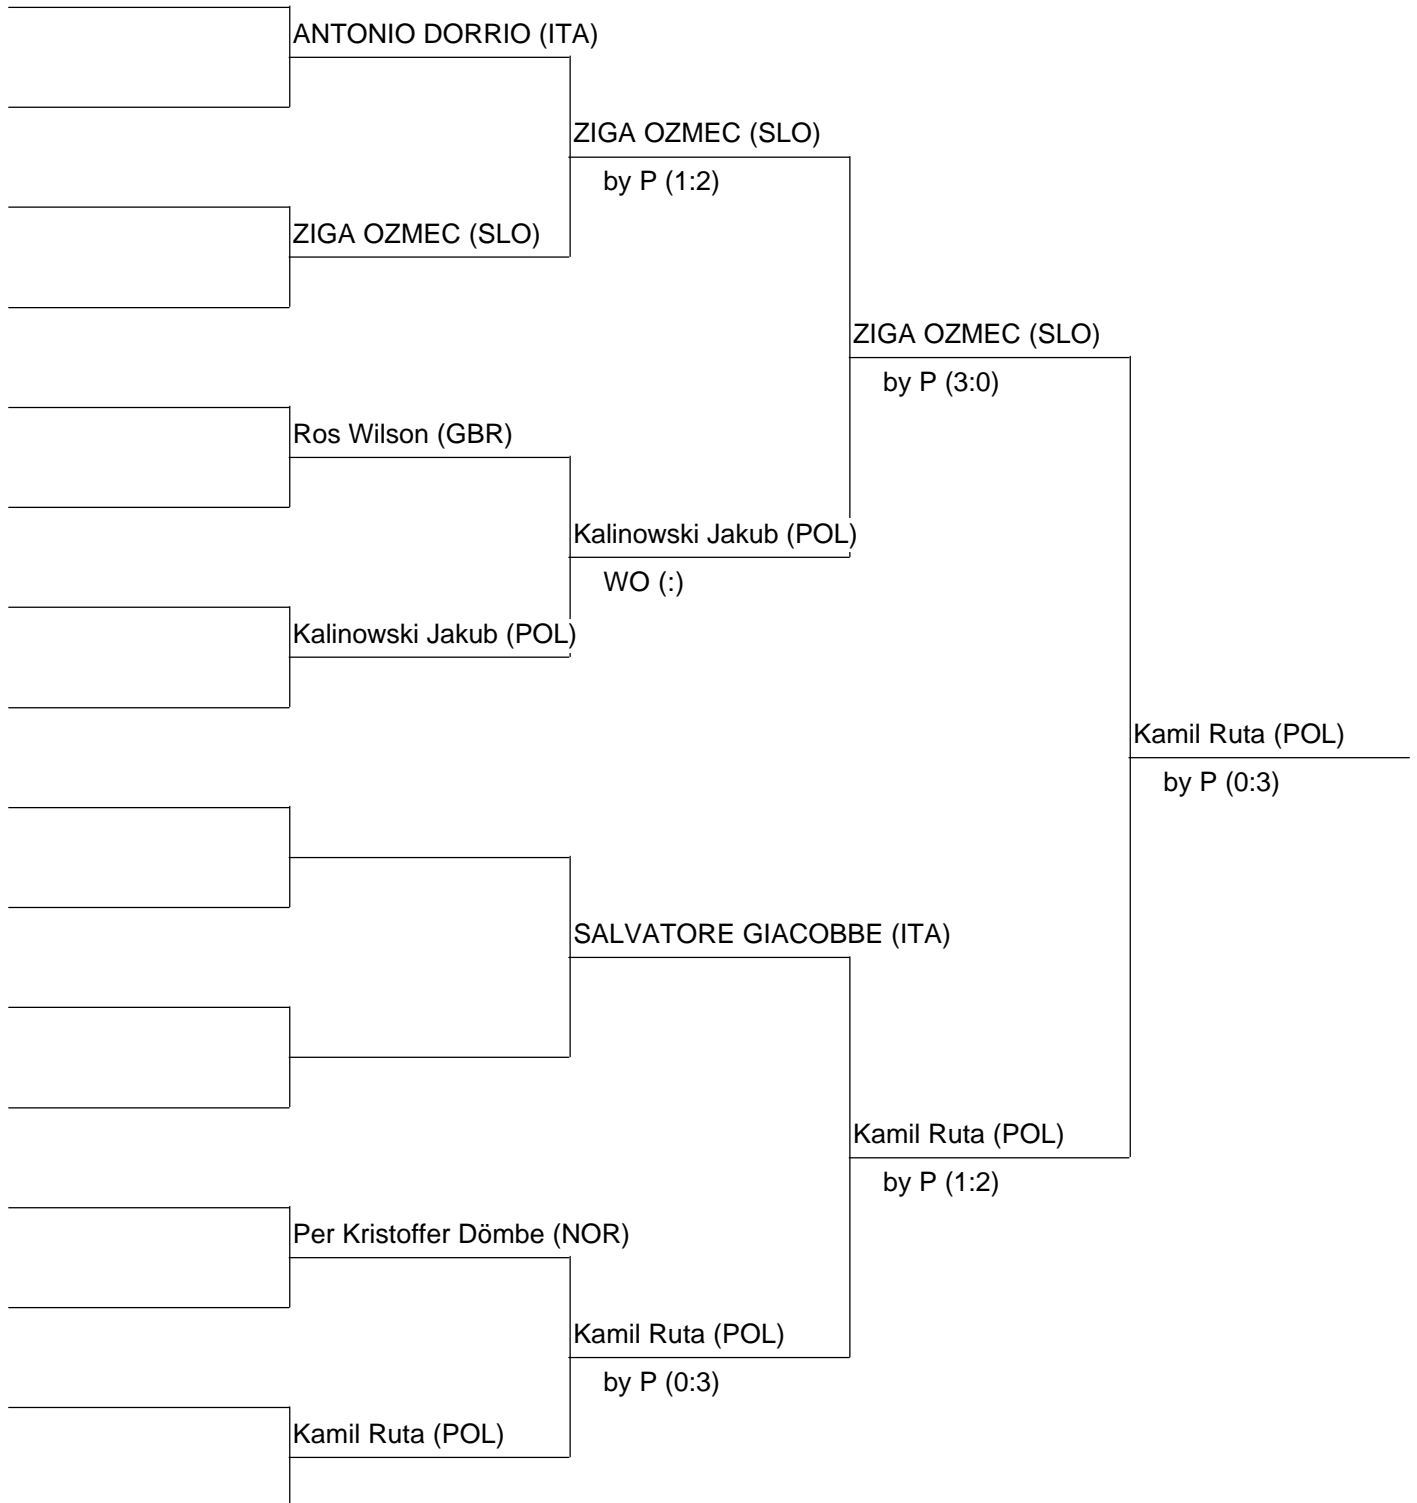 ANTONIO DORRIO (ITA)
ZIGA OZMEC (SLO)
by P (1:2)
ZIGA OZMEC (SLO)
ZIGA OZMEC (SLO)
by P (3:0)
Ros Wilson (GBR)
Kalinowski Jakub (POL)
WO (:)
Kalinowski Jakub (POL)
Kamil Ruta (POL)
by P (0:3)
SALVATORE GIACOBBE (ITA)
Kamil Ruta (POL)
by P (1:2)
Per Kristoffer Dömbe (NOR)
Kamil Ruta (POL)
by P (0:3)
Kamil Ruta (POL)